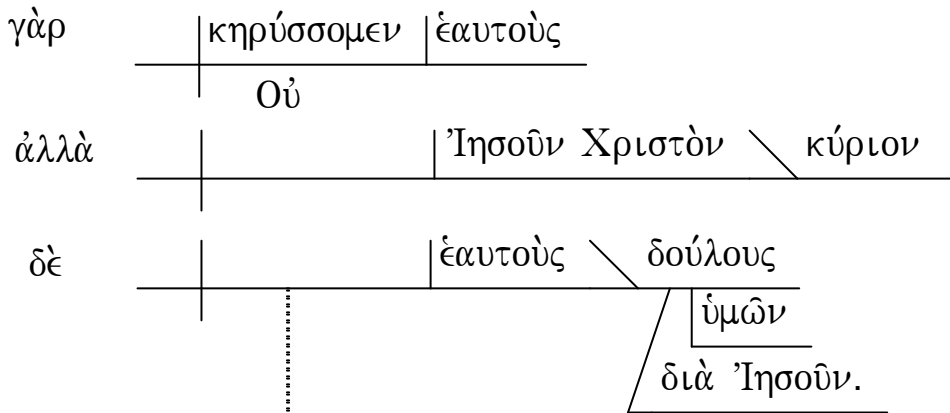 γὰρ κηρύσσομεν ἑαυτοὺς
Οὐ
ἀλλὰ Ἰησοῦν Χριστὸν κύριον
δὲ ἑαυτοὺς δούλους
ὑμῶν
διὰ Ἰησοῦν.